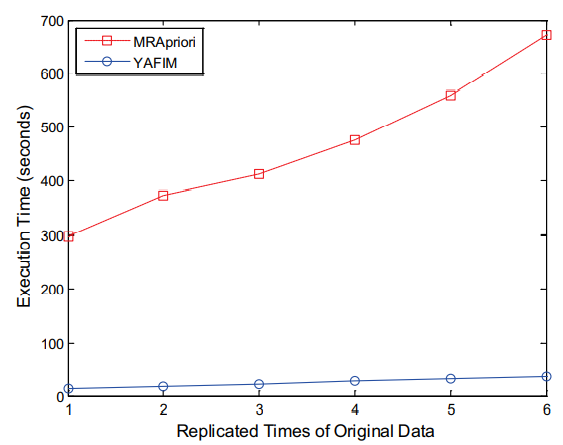 700
MRApriori
YAFIM
600
500
400
300
200
100
0
Execution Time (seconds)
1 2 3 4 5 6
Replicated Times of Original Data